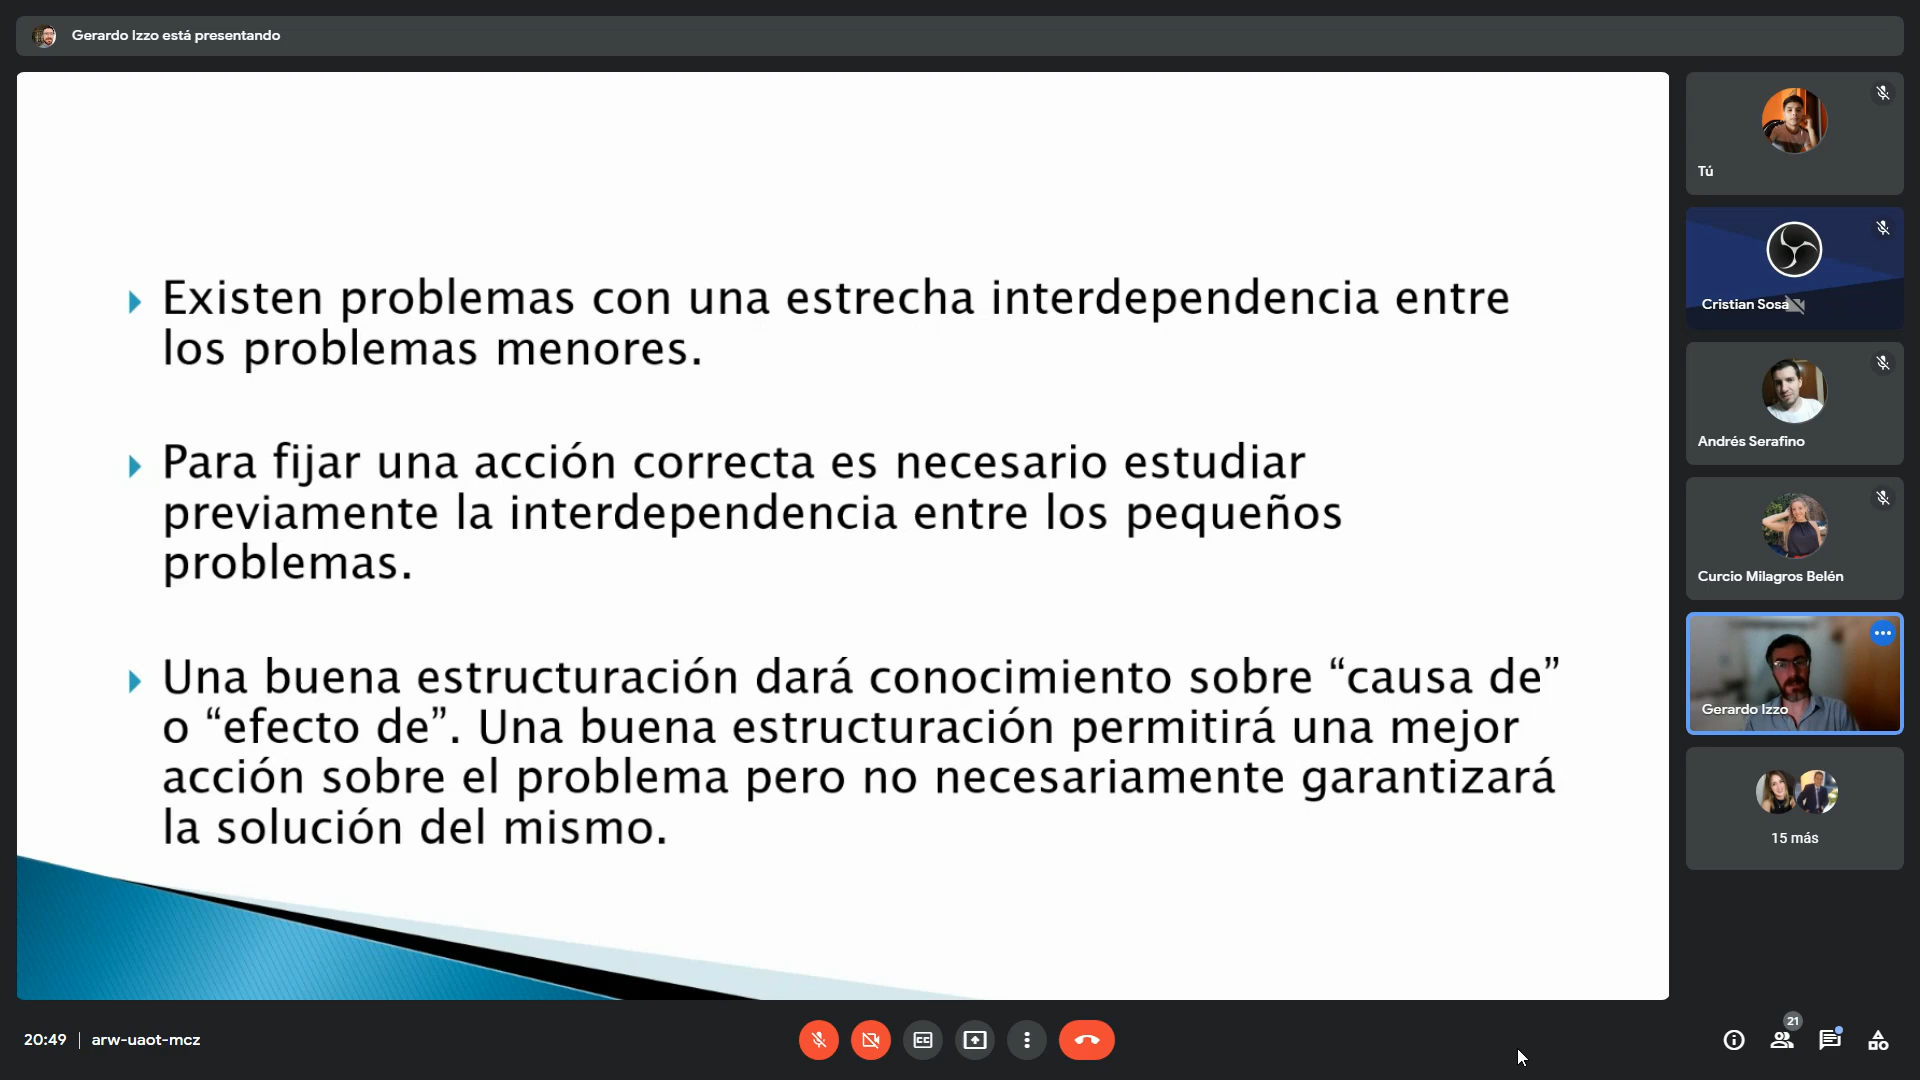 Gerardo Izzo está presentando
Existen problemas con una estrecha interdependencia entre
los problemas menores.
Para fijar una acción correcta es necesario estudiar
previamente la interdependencia entre los pequeños
problemas.
Una buena estructuración dará conocimiento sobre “causa de”
o “efecto de”. Una buena estructuración permitirá una mejor
acción sobre el problema pero no necesariamente garantizará
la solución del mismo.
Tú
Cristian Sosa
Andrés Serafino
Curcio Milagros Belén
Gerardo Izzo
15 más
20:49 | arw-uaot-mcz
CC
21